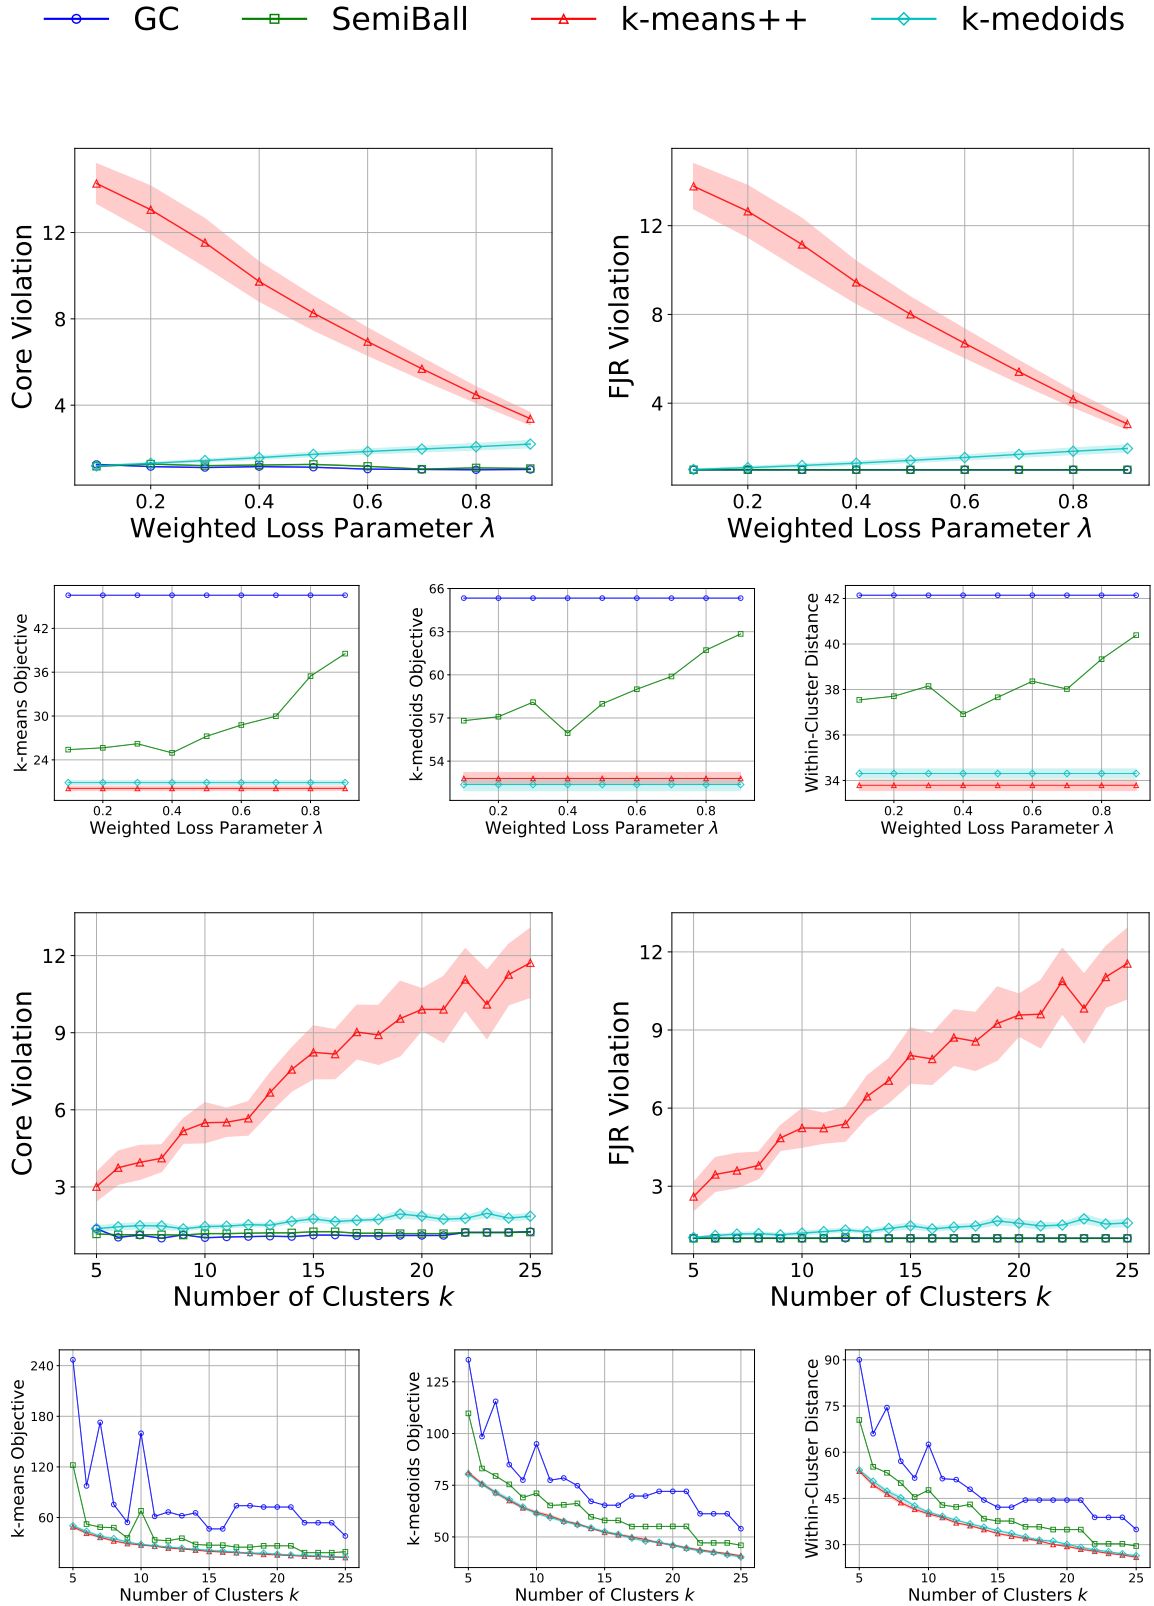 GC SemiBall k-means++ k-medoids
Core Violation
12
8
4
0.2 0.4 0.6 0.8
Weighted Loss Parameter λ
FJR Violation
12
8
4
0.2 0.4 0.6 0.8
Weighted Loss Parameter λ
k-means Objective
42
36
30
24
0.2 0.4 0.6 0.8
Weighted Loss Parameter λ
k-medoids Objective
66
63
60
57
54
0.2 0.4 0.6 0.8
Weighted Loss Parameter λ
Within-Cluster Distance
42
40
38
36
34
0.2 0.4 0.6 0.8
Weighted Loss Parameter λ
Core Violation
12
9
6
3
5 10 15 20 25
Number of Clusters k
FJR Violation
12
9
6
3
5 10 15 20 25
Number of Clusters k
k-means Objective
240
180
120
60
5 10 15 20 25
Number of Clusters k
k-medoids Objective
125
100
75
50
5 10 15 20 25
Number of Clusters k
Within-Cluster Distance
90
75
60
45
30
5 10 15 20 25
Number of Clusters k